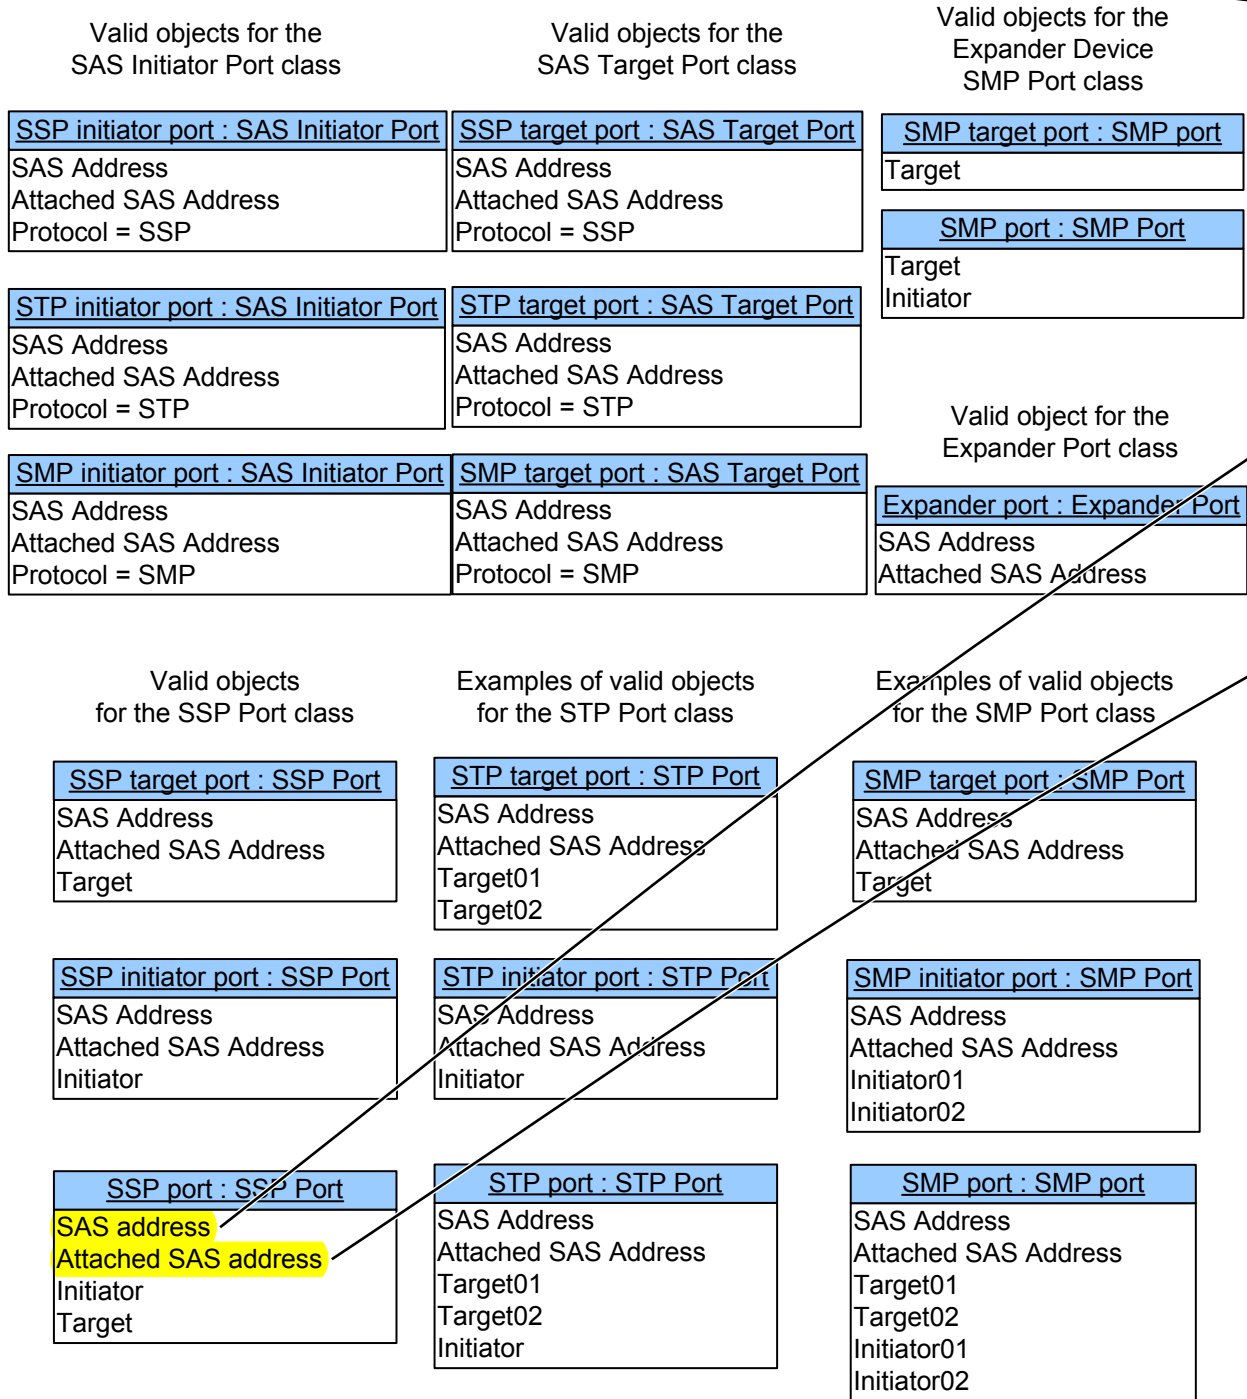 Valid objects for the
SAS Initiator Port class
SSP initiator port : SAS Initiator Port
SAS Address
Attached SAS Address
Protocol = SSP
STP initiator port : SAS Initiator Port
SAS Address
Attached SAS Address
Protocol = STP
SMP initiator port : SAS Initiator Port
SAS Address
Attached SAS Address
Protocol = SMP
Valid objects for the
SAS Target Port class
SSP target port : SAS Target Port
SAS Address
Attached SAS Address
Protocol = SSP
STP target port : SAS Target Port
SAS Address
Attached SAS Address
Protocol = STP
SMP target port : SAS Target Port
SAS Address
Attached SAS Address
Protocol = SMP
Valid objects for the
Expander Device
SMP Port class
SMP target port : SMP port
Target
SMP port : SMP Port
Target
Initiator
Valid object for the
Expander Port class
Expander port : Expander Port
SAS Address
Attached SAS Address
Valid objects
for the SSP Port class
SSP target port : SSP Port
SAS Address
Attached SAS Address
Target
SSP initiator port : SSP Port
SAS Address
Attached SAS Address
Initiator
SSP port : SSP Port
SAS address
Attached SAS address
Initiator
Target
Examples of valid objects
for the STP Port class
STP target port : STP Port
SAS Address
Attached SAS Address
Target01
Target02
STP initiator port : STP Port
SAS Address
Attached SAS Address
Initiator
STP port : STP Port
SAS Address
Attached SAS Address
Target01
Target02
Initiator
Examples of valid objects
for the SMP Port class
SMP target port : SMP Port
SAS Address
Attached SAS Address
Target
SMP initiator port : SMP Port
SAS Address
Attached SAS Address
Initiator01
Initiator02
SMP port : SMP port
SAS Address
Attached SAS Address
Target01
Target02
Initiator01
Initiator02